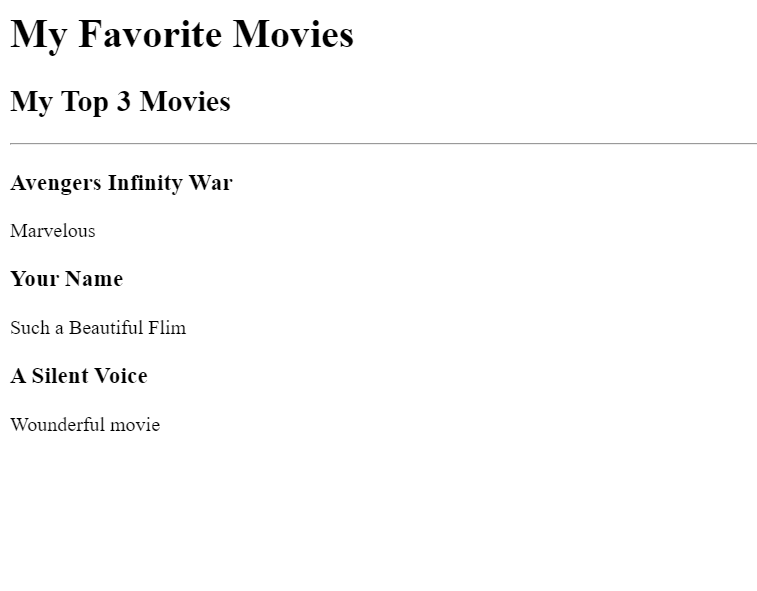 My Favorite Movies
My Top 3 Movies
Avengers Infinity War
Marvelous
Your Name
Such a Beautiful Flim
A Silent Voice
Wounderful movie